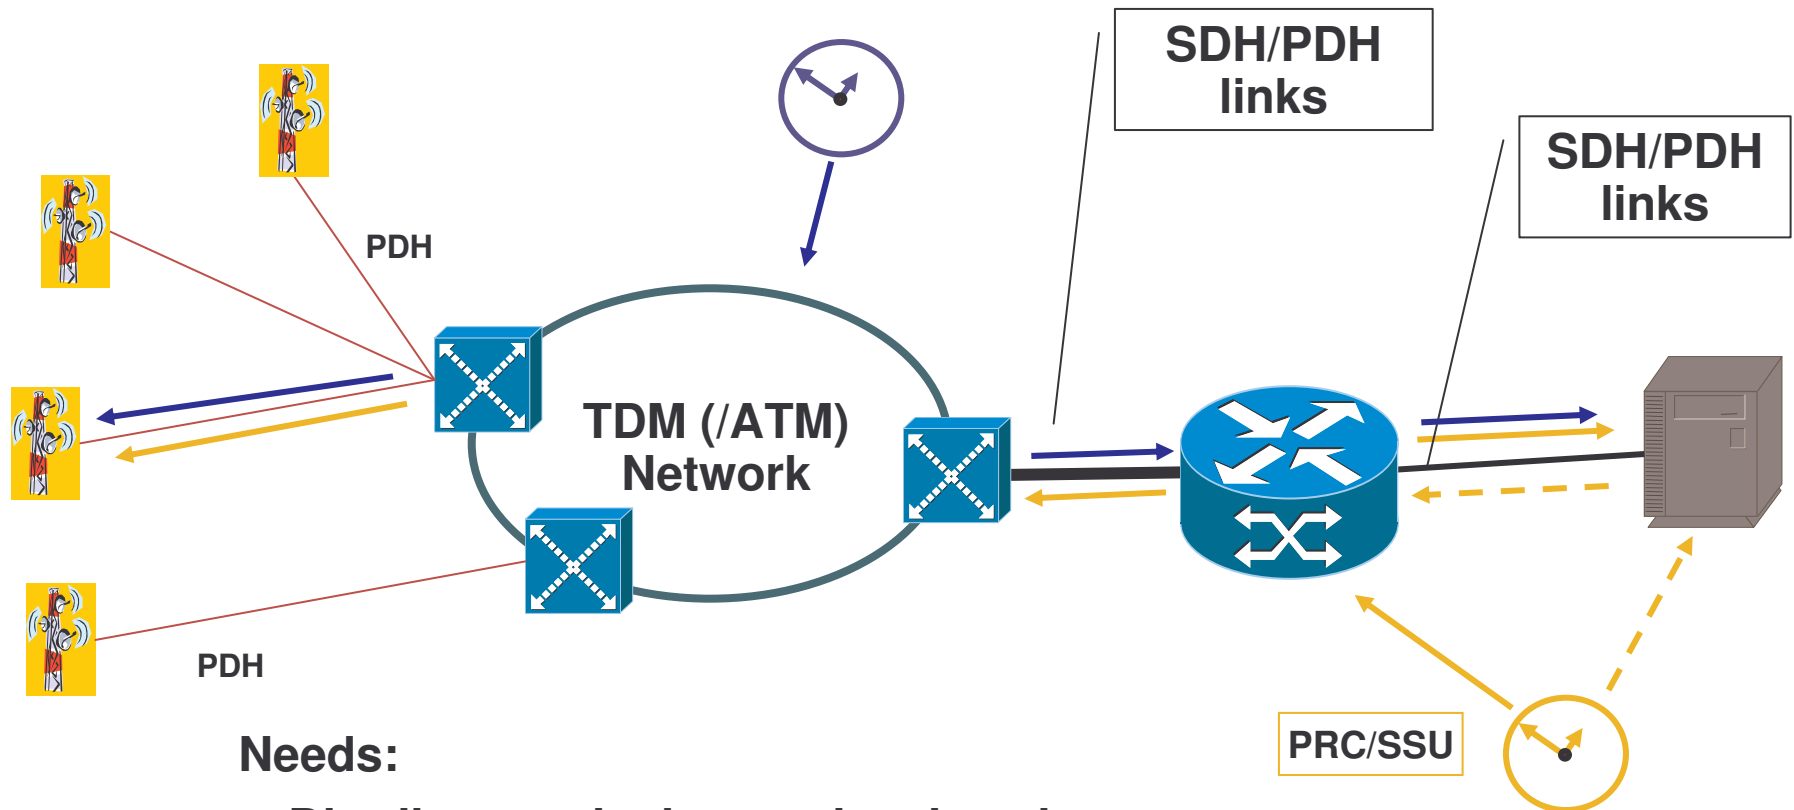 SDH/PDH
links
SDH/PDH
links
PDH
TDM (/ATM)
Network
PDH
PRC/SSU
Needs: